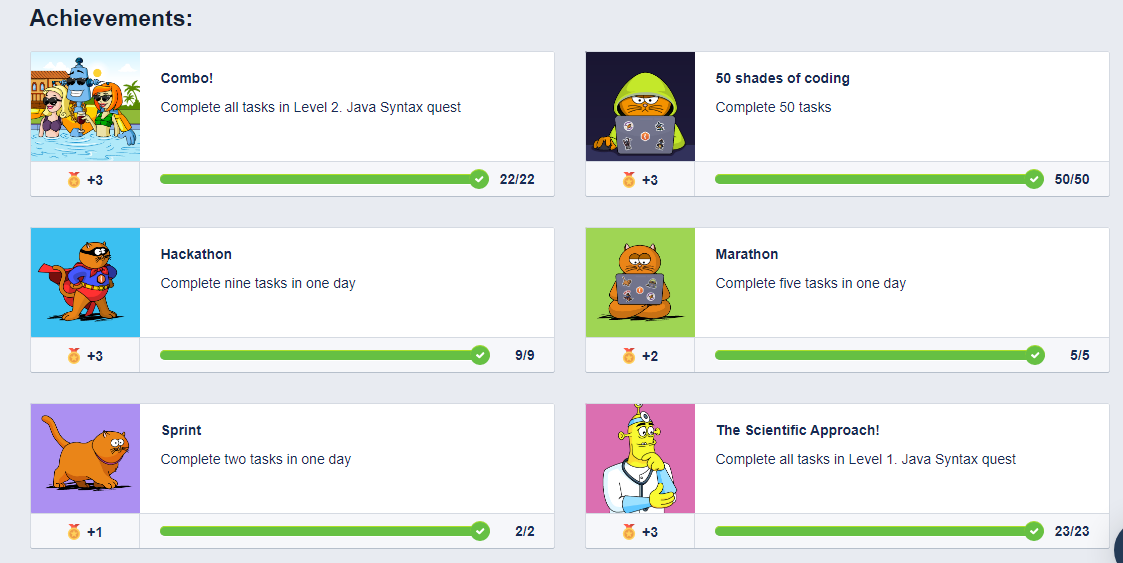 Achievements:
Combo!
Complete all tasks in Level 2. Java Syntax quest
+3
22/22
50 shades of coding
Complete 50 tasks
+3
50/50
Hackathon
Complete nine tasks in one day
+3
9/9
Marathon
Complete five tasks in one day
+2
5/5
Sprint
Complete two tasks in one day
+1
2/2
The Scientific Approach!
Complete all tasks in Level 1. Java Syntax quest
+3
23/23